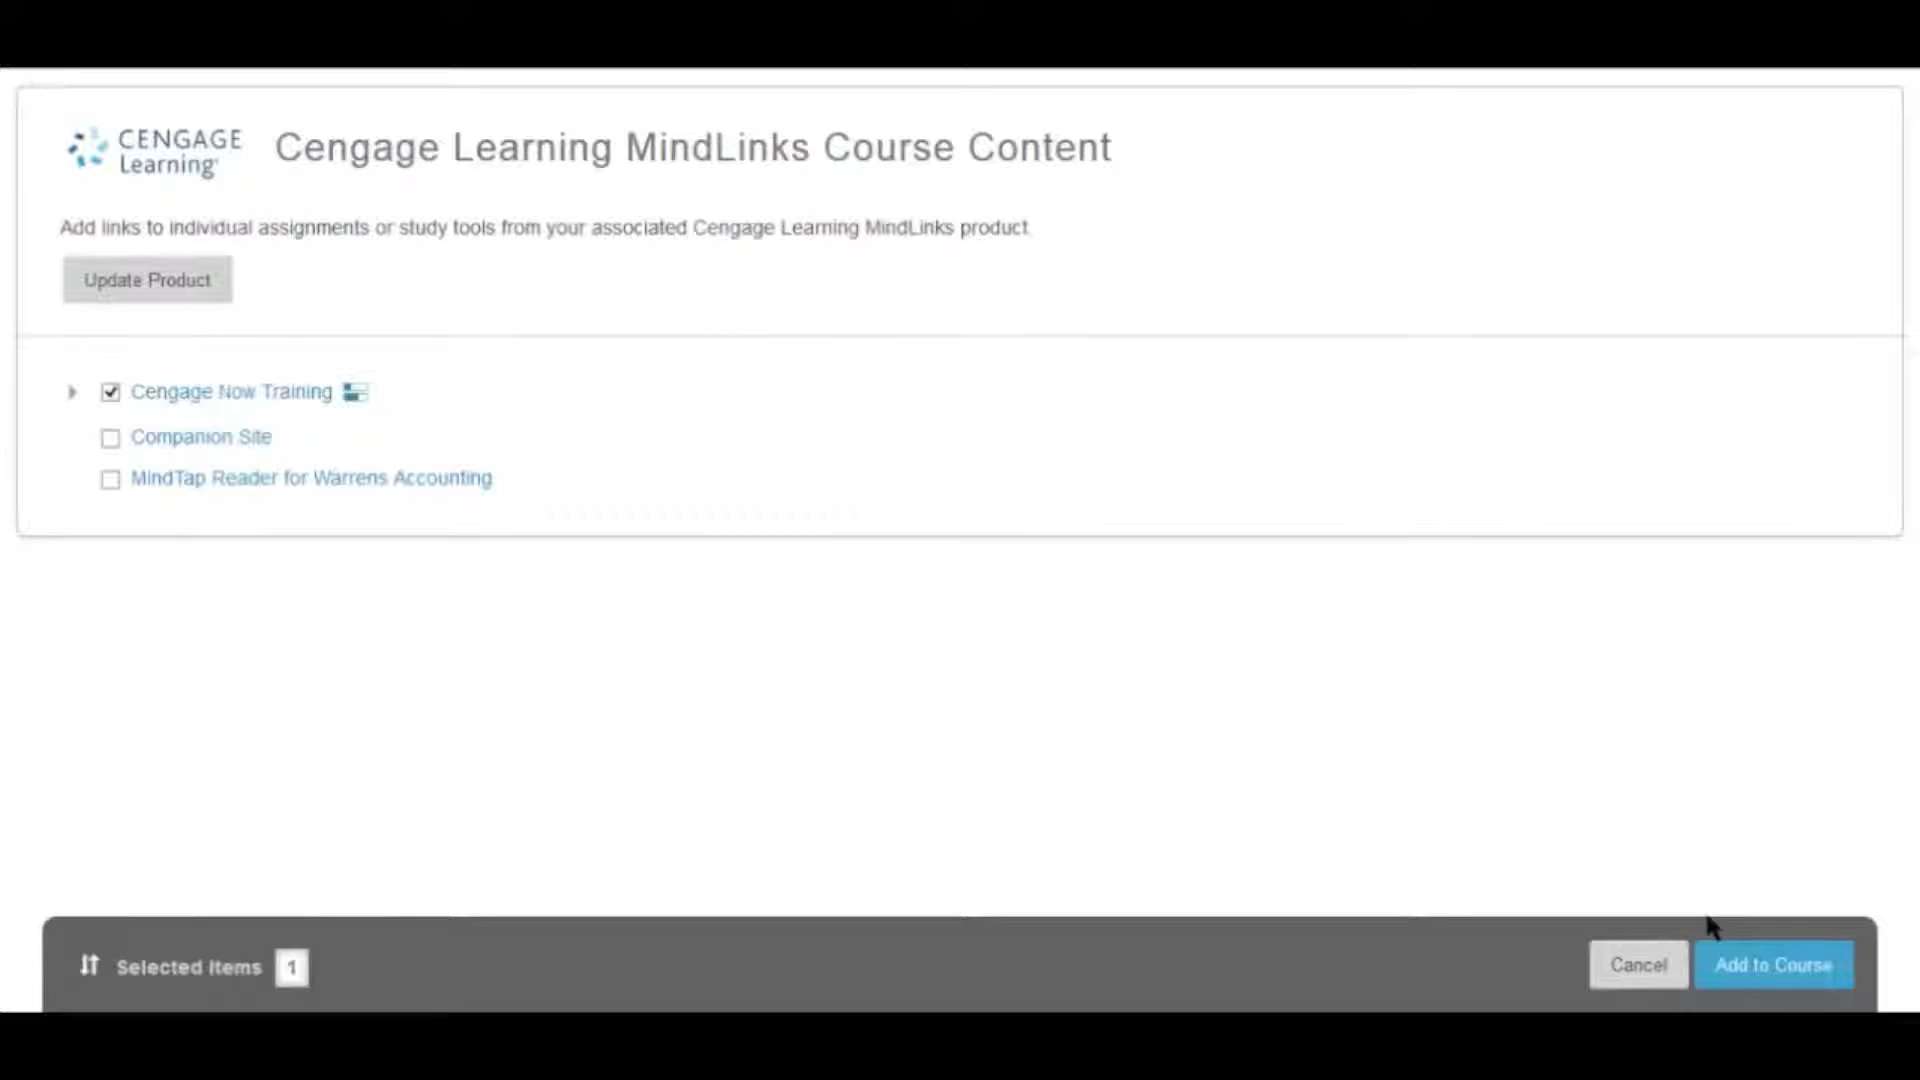 CENGAGE
Learning
Cengage Learning MindLinks Course Content
Add links to individual assignments or study tools from your associated Cengage Learning MindLinks product
Update Product
Cengage Now Training
Companion Site
MindTap Reader for Warrens Accounting
Selected Items 1
Cancel
Add to Course